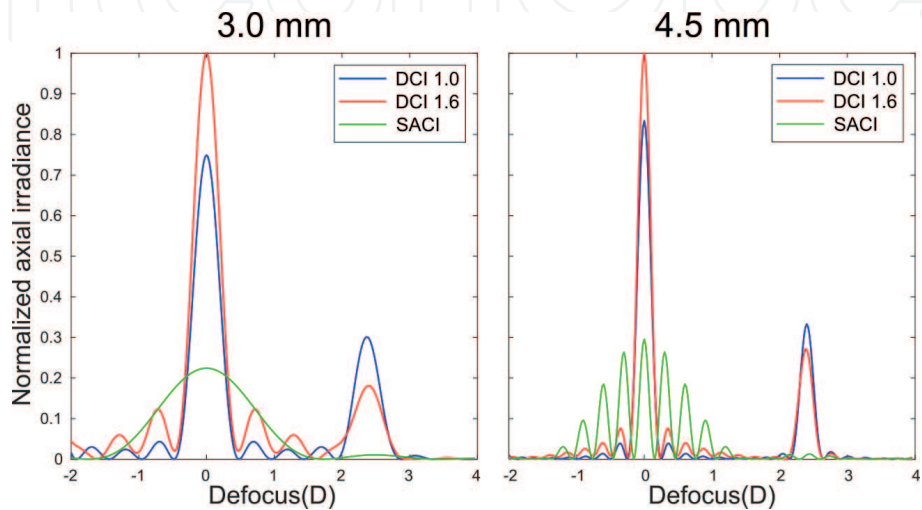 3.0 mm
4.5 mm
Normalized axial irradiance
1
0.9
0.8
0.7
0.6
0.5
0.4
0.3
0.2
0.1
0
-2 -1 0 1 2 3 4
Defocus(D)
DCI 1.0
DCI 1.6
SACI
-2 -1 0 1 2 3 4
Defocus(D)
DCI 1.0
DCI 1.6
SACI